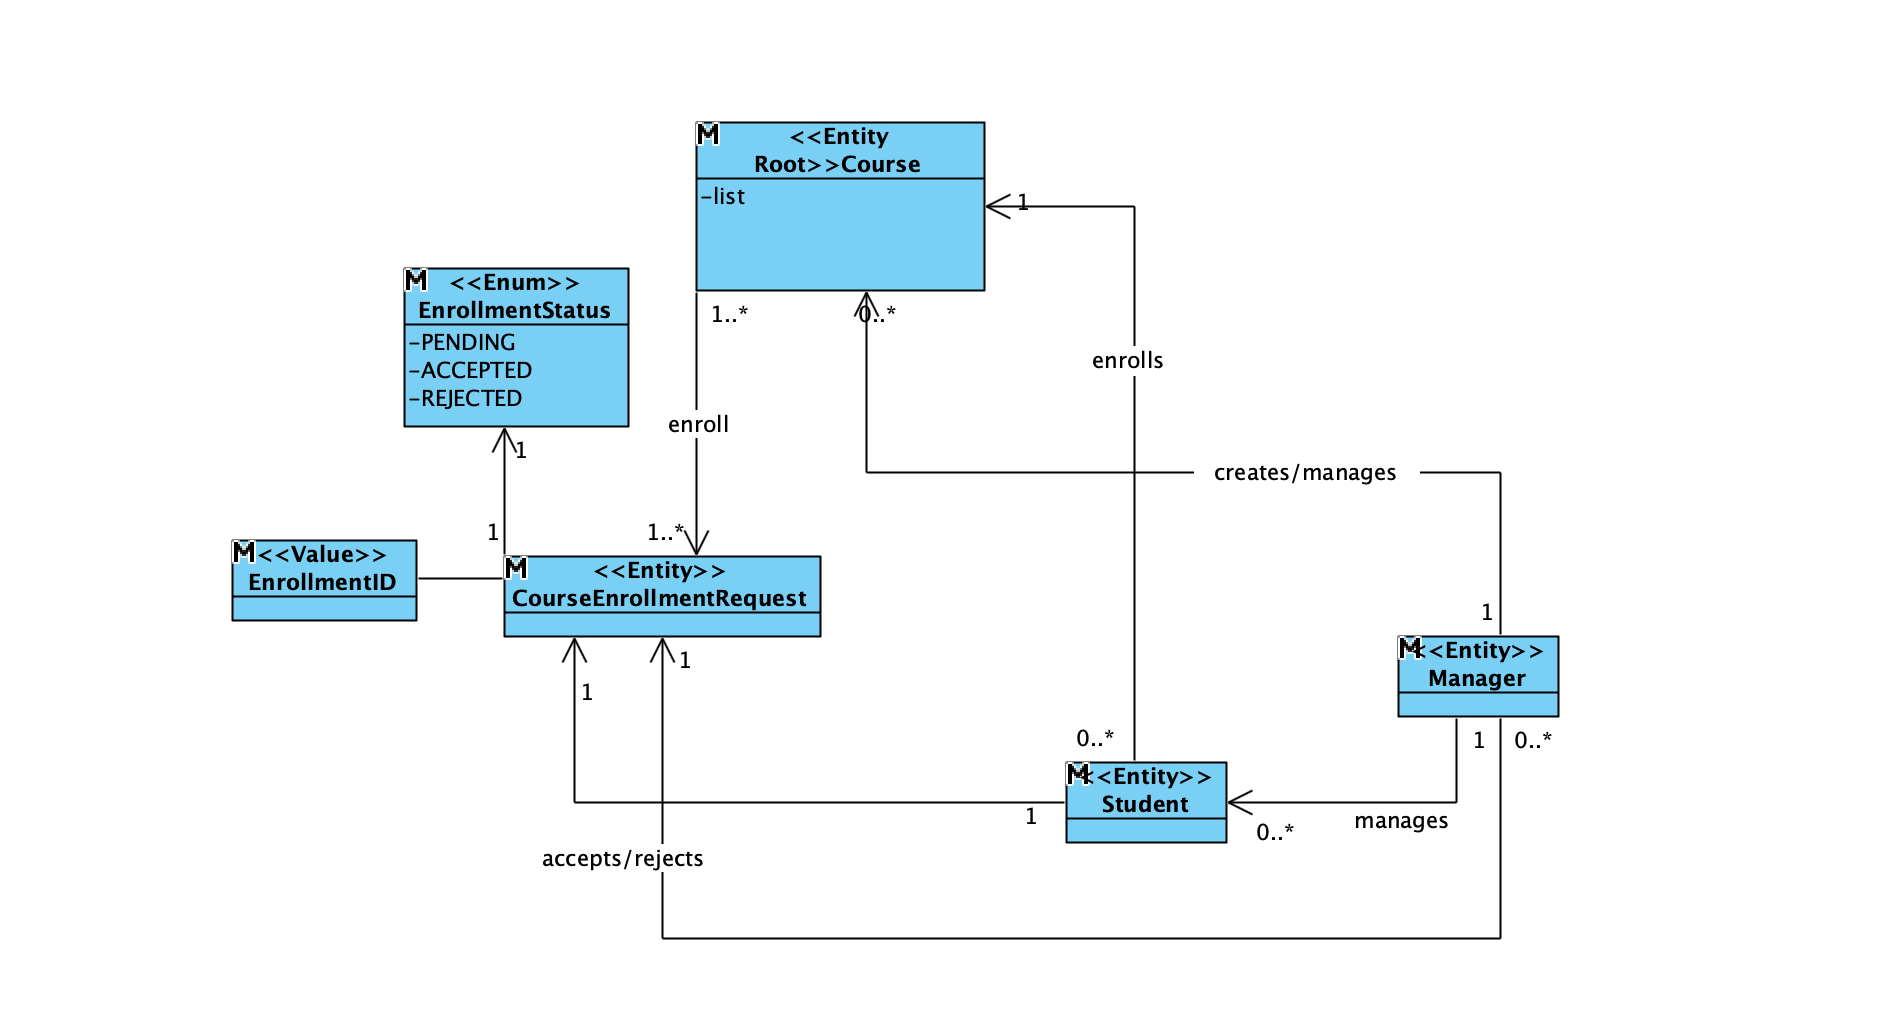 <<Entity
Root>>Course
-list
1
<<Enum>>
EnrollmentStatus
-PENDING
-ACCEPTED
-REJECTED
1..*
0..*
enrolls
enroll
1
creates/manages
1
1..*
<<Value>>
EnrollmentID
<<Entity>>
CourseEnrollmentRequest
1
1
1
<<Entity>>
Manager
0..*
1
0..*
<<Entity>>
Student
1
0..*
manages
accepts/rejects